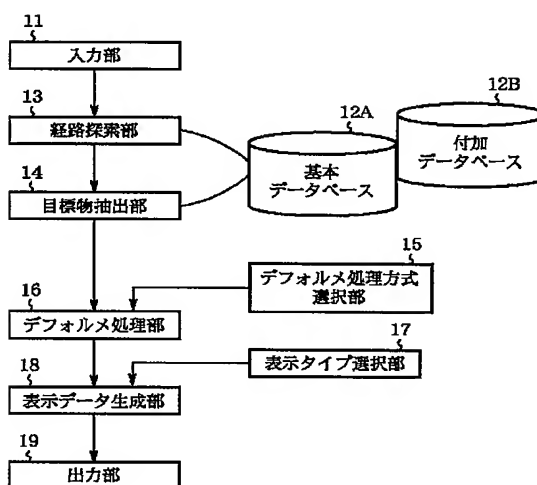 11
入力部
13
経路探索部
12A
基本
データベース
12B
付加
データベース
14
目標物抽出部
15
デフォルメ処理方式
選択部
16
デフォルメ処理部
17
表示タイプ選択部
18
表示データ生成部
19
出力部